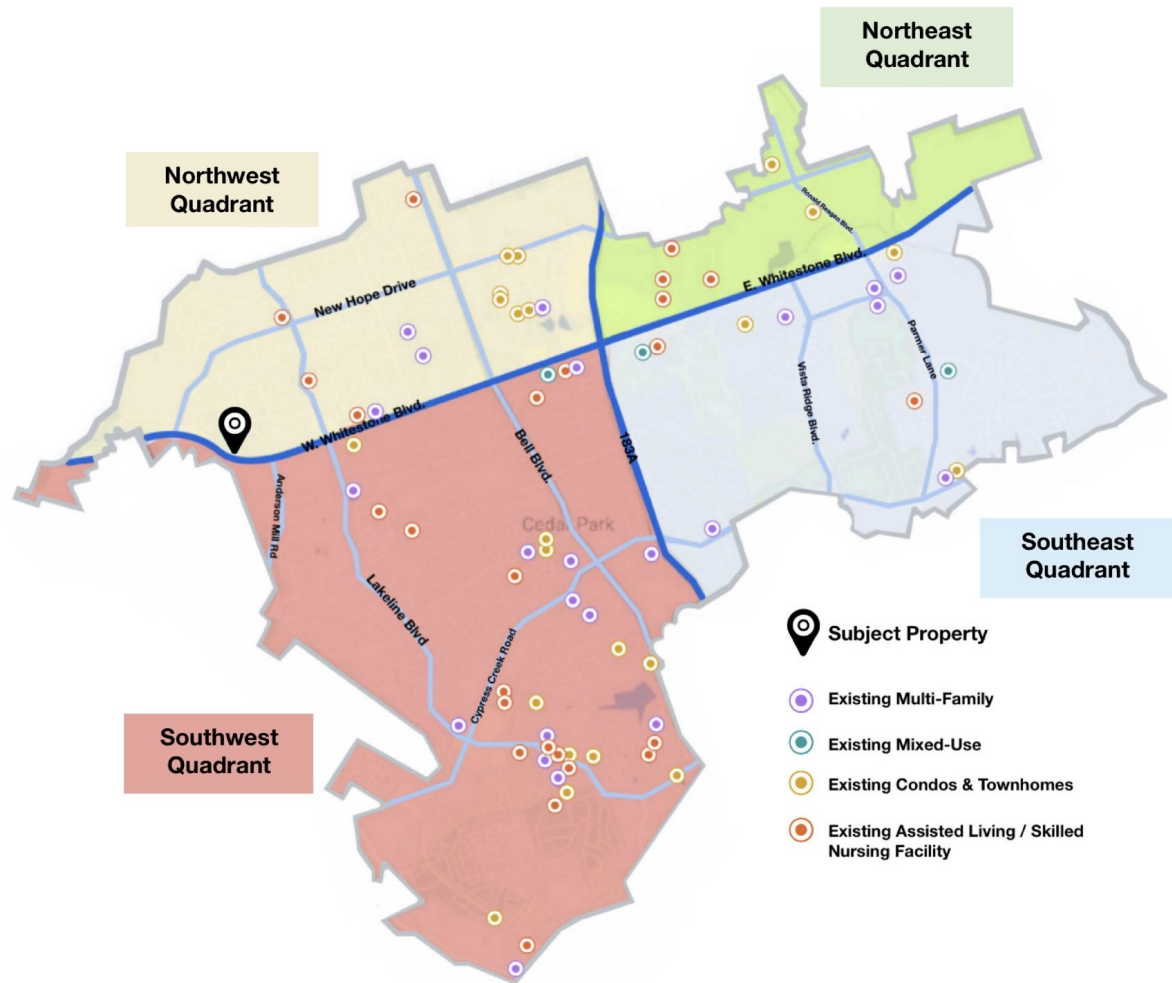 Northeast
Quadrant
Northwest
Quadrant
Ronald Reagan Blvd.
E. Whitestone Blvd.
New Hope Drive
Parmer Lane
Vista Ridge Blvd.
W. Whitestone Blvd.
183A
Bell Blvd.
Anderson Mill Rd
Cedar Park
Southeast
Quadrant
Lakeline Blvd
Cypress Creek Road
Subject Property
Existing Multi-Family
Southwest
Quadrant
Existing Mixed-Use
Existing Condos & Townhomes
Existing Assisted Living / Skilled
Nursing Facility